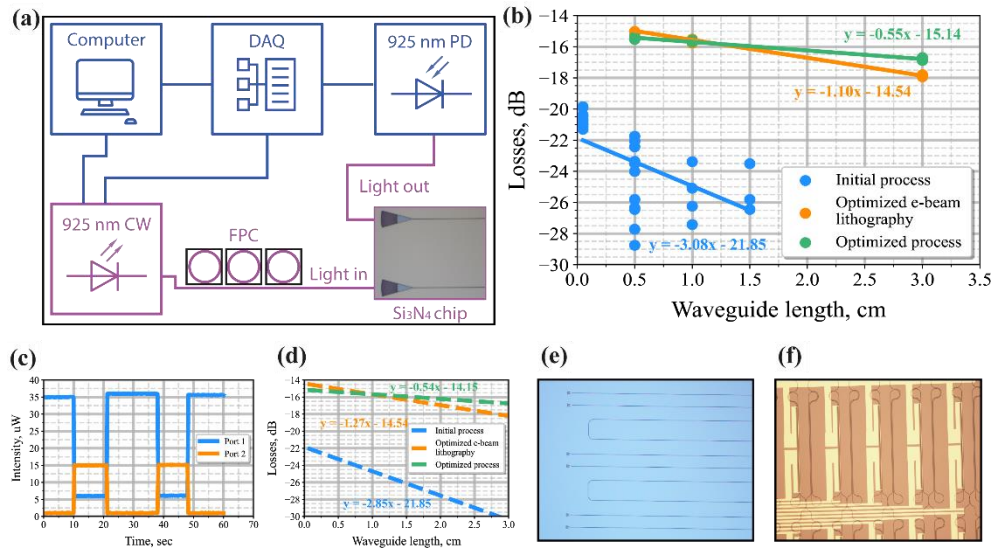 (a)
Computer
DAQ
925 nm PD
Light out
925 nm CW
FPC
Light in
Si₃N₄ chip
(b)
Losses, dB
−14
−16
−18
−20
−22
−24
−26
−28
−30
y = -0.55x - 15.14
y = -1.10x - 14.54
y = -3.08x - 21.85
Initial process
Optimized e-beam
lithography
Optimized process
0.0 0.5 1.0 1.5 2.0 2.5 3.0 3.5
Waveguide length, cm
(c)
Intensity, uW
40
35
30
25
20
15
10
5
0
Port 1
Port 2
0 10 20 30 40 50 60 70
Time, sec
(d)
Losses, dB
−14
−16
−18
−20
−22
−24
−26
−28
−30
y = -0.54x - 14.15
y = -1.27x - 14.54
Initial process
Optimized e-beam
lithography
Optimized process
y = -2.85x - 21.85
0.0 0.5 1.0 1.5 2.0 2.5 3.0
Waveguide length, cm
(e)
(f)